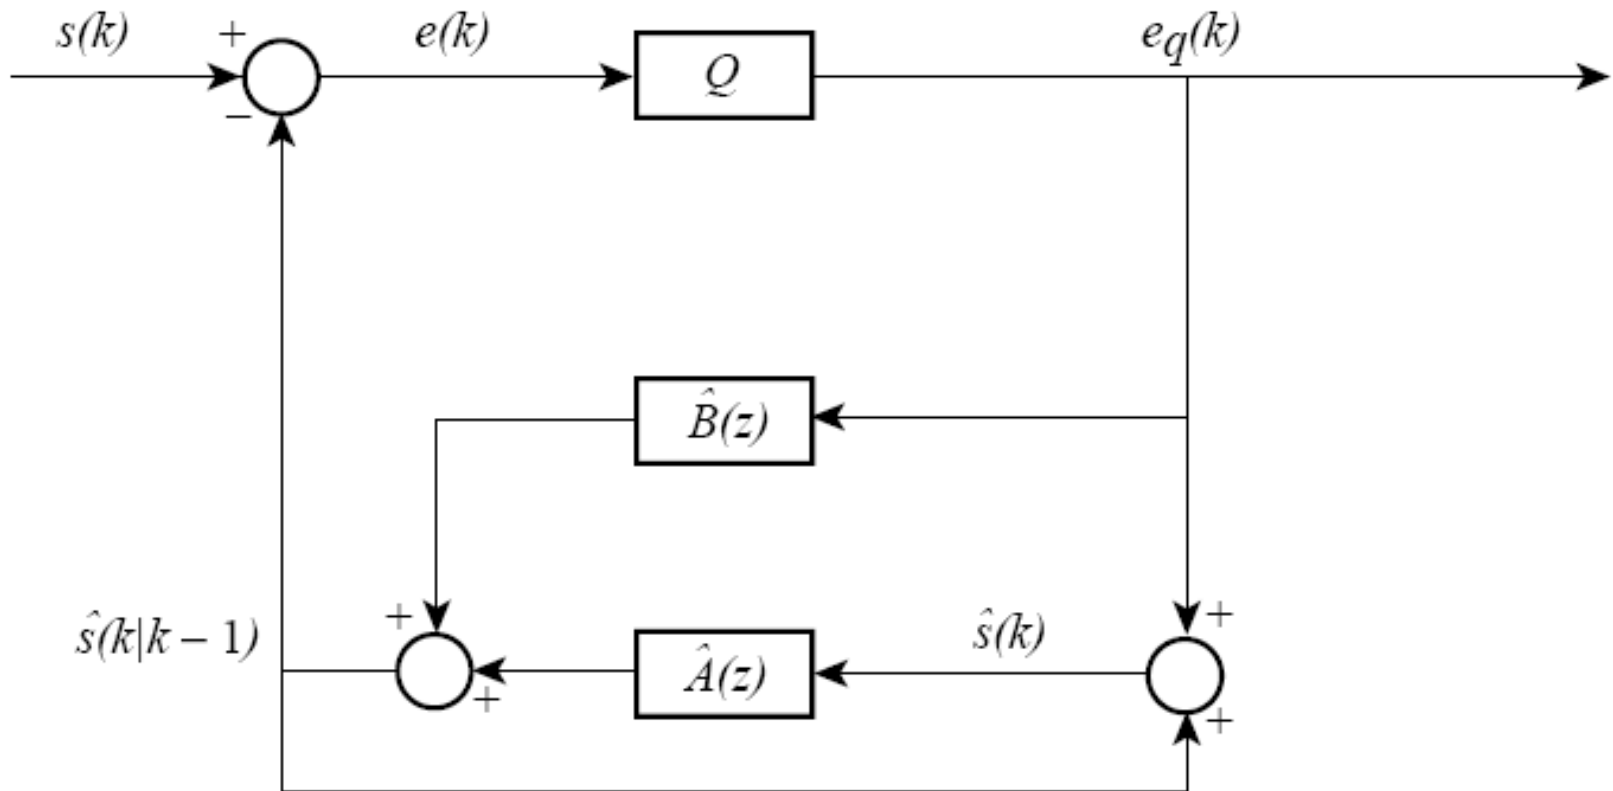 s(k) + e(k) Q e_q(k)
−
B̂(z)
ŝ(k|k − 1) + Â(z) ŝ(k) +
+ +